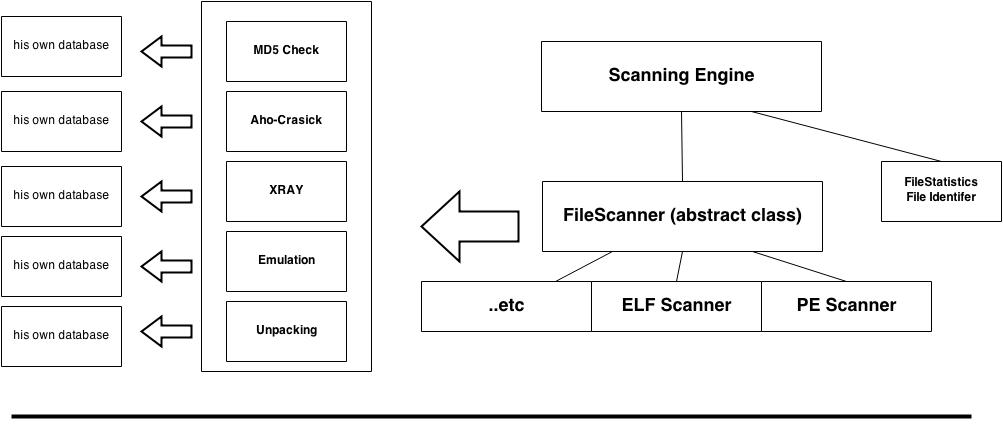 his own database
MD5 Check
his own database
Aho-Crasick
his own database
XRAY
his own database
Emulation
his own database
Unpacking
Scanning Engine
FileStatistics
File Identifer
FileScanner (abstract class)
..etc
ELF Scanner
PE Scanner